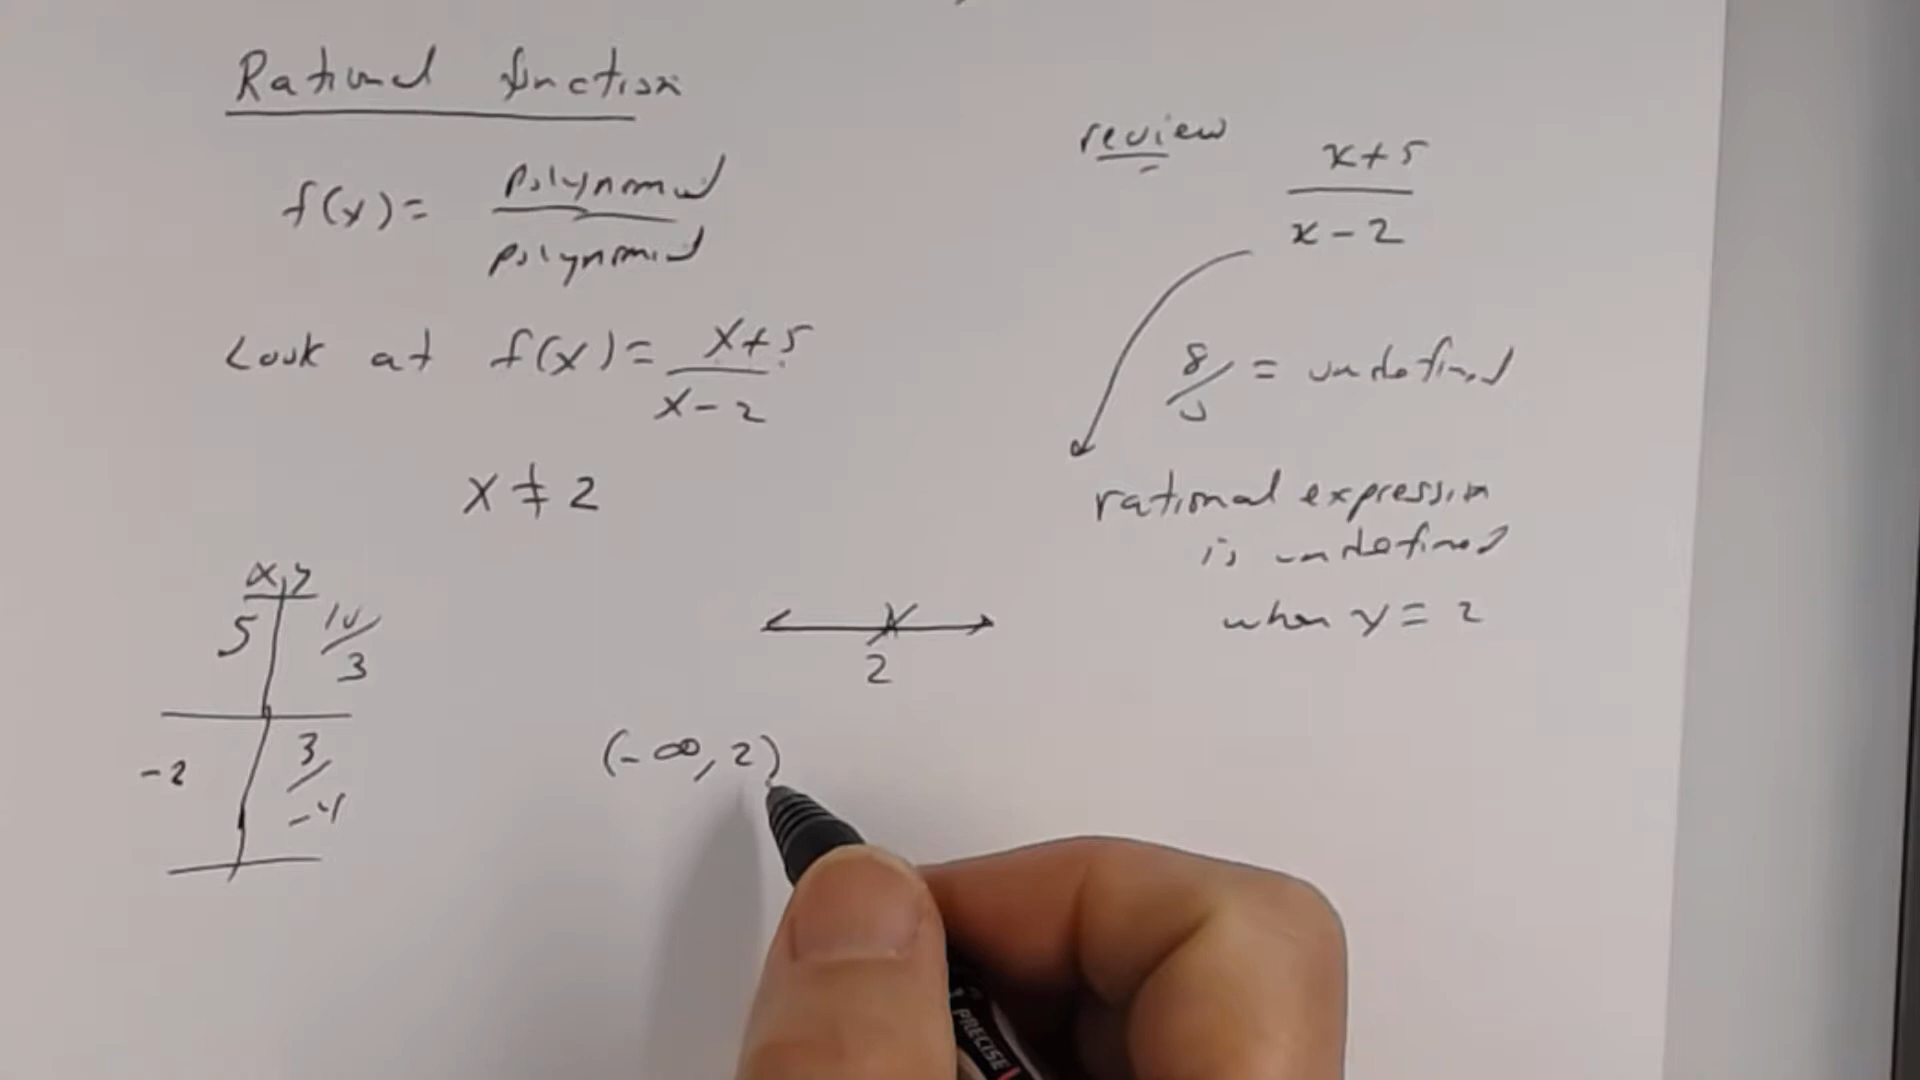 Rational function
f(x) = polynomial
polynomial
Look at f(x) = x+5
x-2
x ≠ 2
x, y
5 10/3
-2 3/-4
2
(-∞, 2)
review
x+5
x-2
8/0 = undefined
rational expression
is undefined
when x = 2
PRECISE